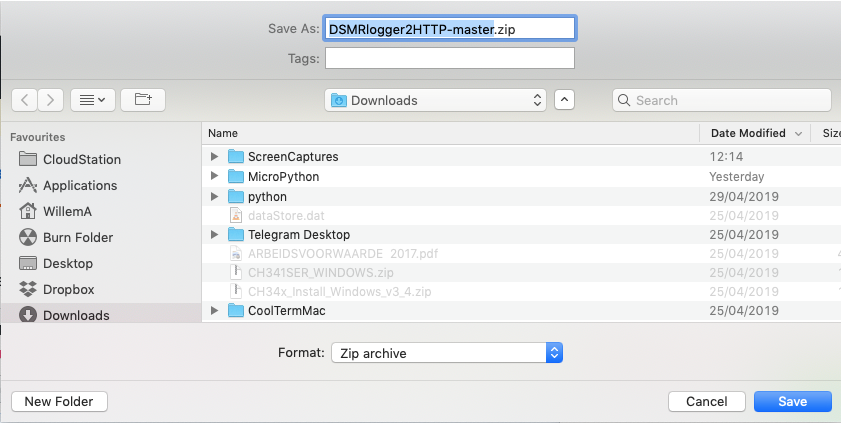 Save As: DSMRlogger2HTTP-master.zip
Tags:
Downloads
Search
Favourites
CloudStation
Applications
WillemA
Burn Folder
Desktop
Dropbox
Downloads
Name Date Modified Size
ScreenCaptures 12:14
MicroPython Yesterday
python 29/04/2019
dataStore.dat 25/04/2019
Telegram Desktop 25/04/2019
ARBEIDSVOORWAARDE 2017.pdf 25/04/2019
CH341SER_WINDOWS.zip 25/04/2019
CH34x_Install_Windows_v3_4.zip 25/04/2019
CoolTermMac 25/04/2019
Format: Zip archive
New Folder Cancel Save